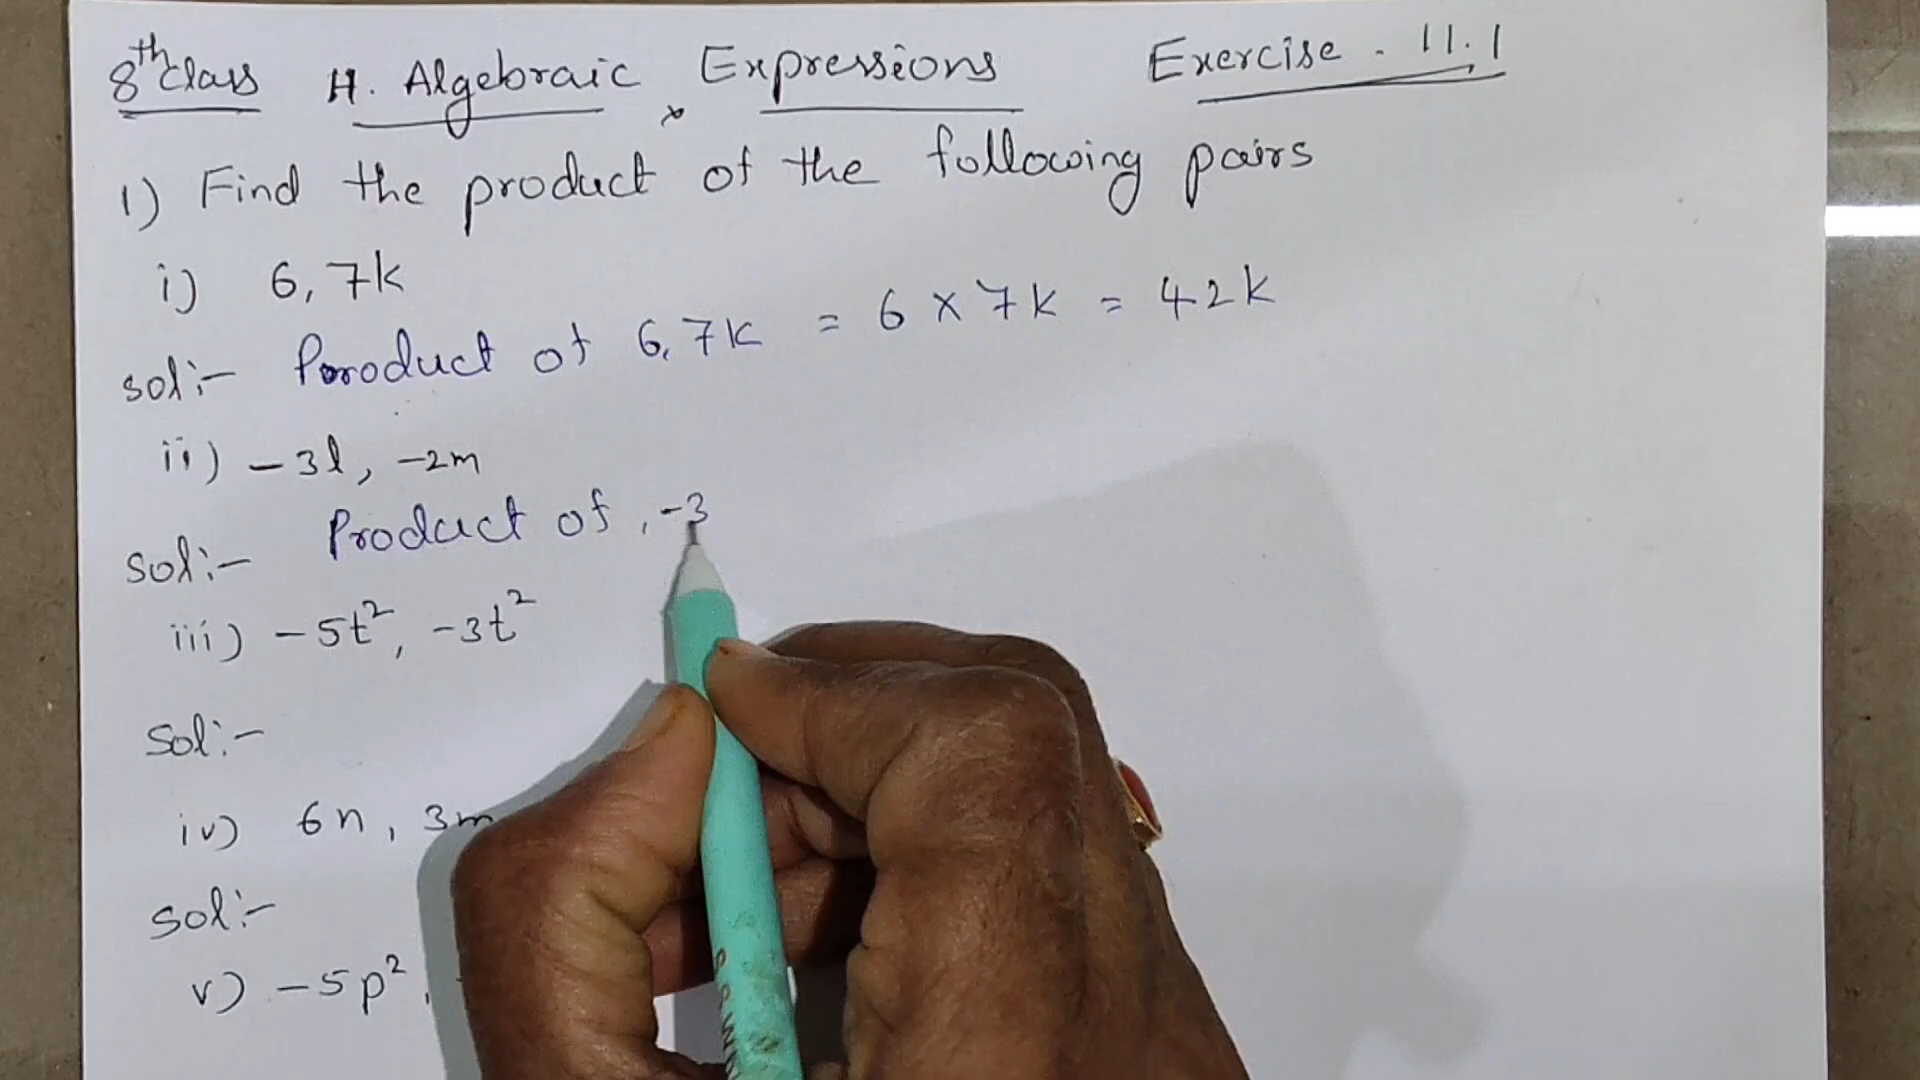 8th class 11. Algebraic Expressions Exercise - 11.1
1) Find the product of the following pairs
i) 6, 7k
sol:- Product of 6, 7k = 6 × 7k = 42k
ii) -3l, -2m
Sol:- Product of, -3
iii) -5t², -3t²
Sol:-
iv) 6n, 3m
Sol:-
v) -5p²,